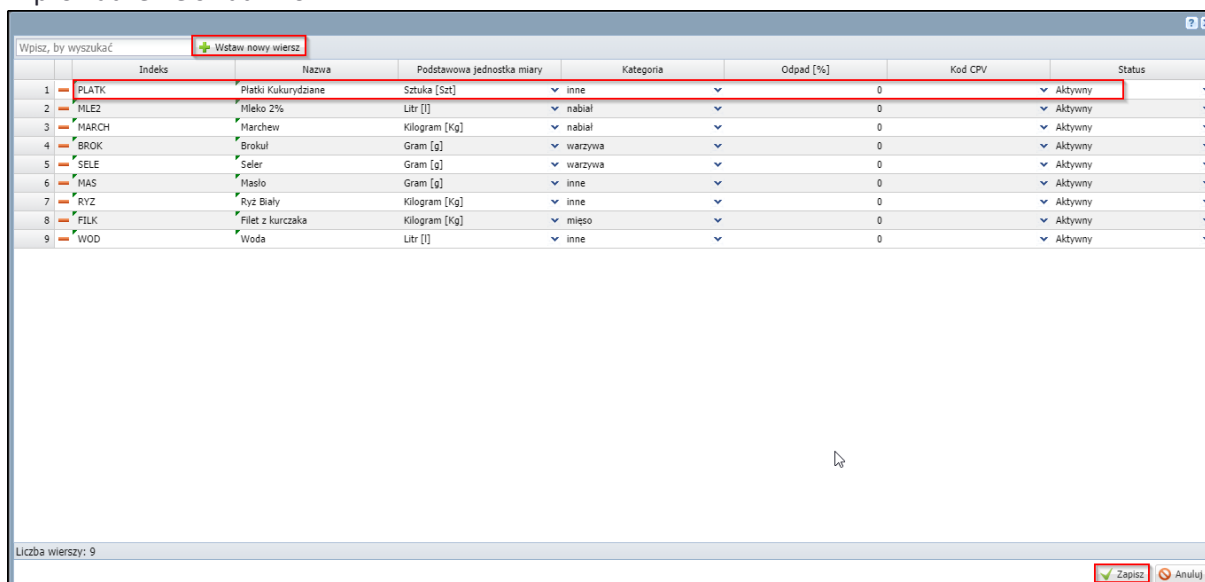 Wpisz, by wyszukać Wstaw nowy wiersz
Indeks Nazwa Podstawowa jednostka miary Kategoria Odpad [%] Kod CPV Status
1 PLATK Płatki Kukurydziane Sztuka [Szt] inne 0 Aktywny
2 MLE2 Mleko 2% Litr [l] nabiał 0 Aktywny
3 MARCH Marchew Kilogram [Kg] nabiał 0 Aktywny
4 BROK Brokuł Gram [g] warzywa 0 Aktywny
5 SELE Seler Gram [g] warzywa 0 Aktywny
6 MAS Masło Gram [g] inne 0 Aktywny
7 RYZ Ryż Biały Kilogram [Kg] inne 0 Aktywny
8 FILK Filet z kurczaka Kilogram [Kg] mięso 0 Aktywny
9 WOD Woda Litr [l] inne 0 Aktywny
Liczba wierszy: 9
Zapisz Anuluj